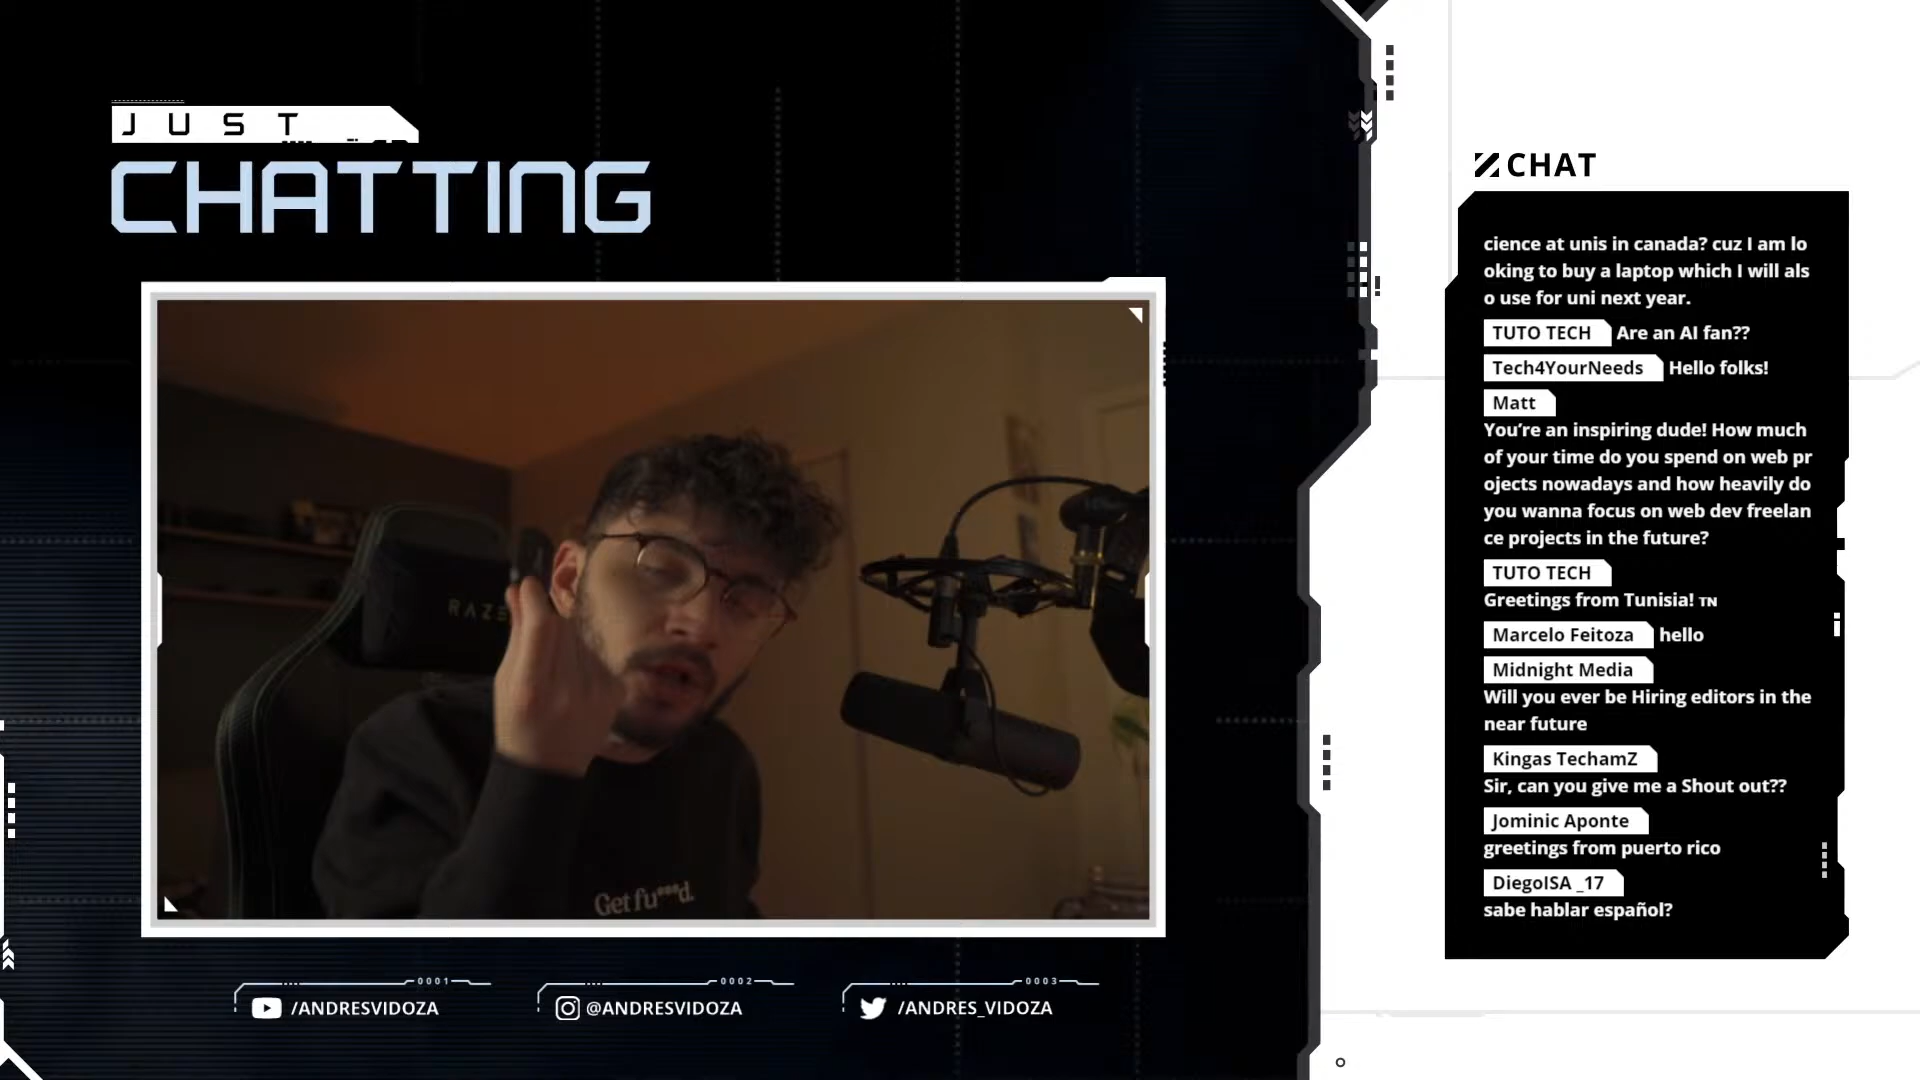 JUST
CHATTING
RAZE
Get fu***d.
0001
/ANDRESVIDOZA
0002
@ANDRESVIDOZA
0003
/ANDRES_VIDOZA
CHAT
cience at unis in canada? cuz I am lo
oking to buy a laptop which I will als
o use for uni next year.
TUTO TECH Are an AI fan??
Tech4YourNeeds Hello folks!
Matt
You’re an inspiring dude! How much
of your time do you spend on web pr
ojects nowadays and how heavily do
you wanna focus on web dev freelan
ce projects in the future?
TUTO TECH
Greetings from Tunisia! TN
Marcelo Feitoza hello
Midnight Media
Will you ever be Hiring editors in the
near future
Kingas TechamZ
Sir, can you give me a Shout out??
Jominic Aponte
greetings from puerto rico
DiegoISA _17
sabe hablar español?